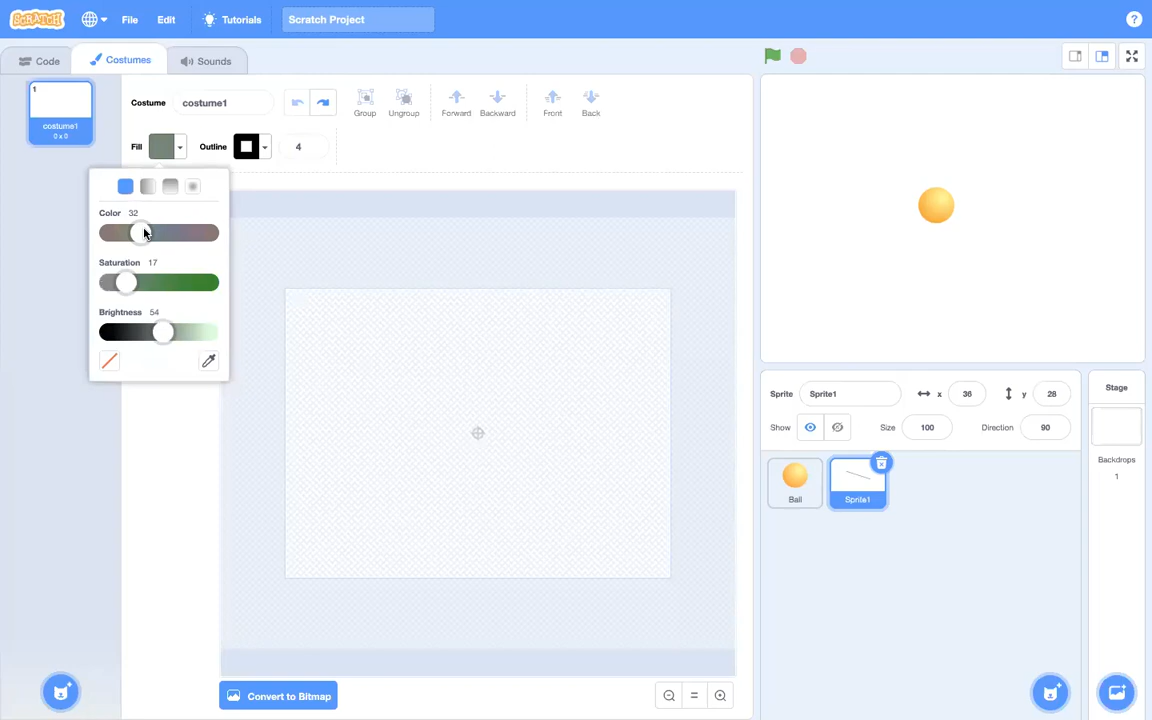 SCRATCH File Edit Tutorials Scratch Project ?
Code Costumes Sounds
1
costume1
0 x 0
Costume costume1 Group Ungroup Forward Backward Front Back
Fill Outline 4
Color 32
Saturation 17
Brightness 54
Convert to Bitmap
Sprite Sprite1 x 36 y 28
Show Size 100 Direction 90
Ball Sprite1
Stage
Backdrops
1